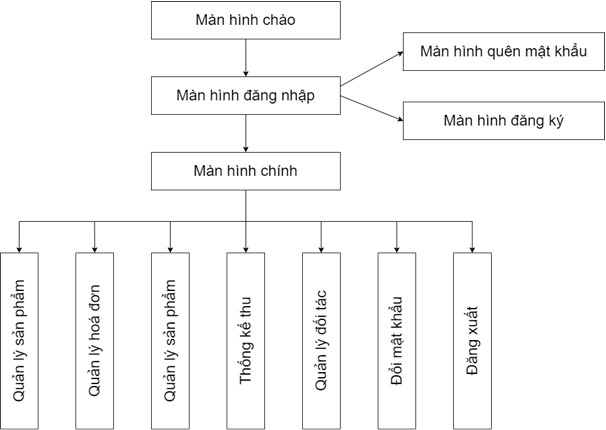 Màn hình chào
Màn hình quên mật khẩu
Màn hình đăng nhập
Màn hình đăng ký
Màn hình chính
Quản lý sản phẩm
Quản lý hoá đơn
Quản lý sản phẩm
Thống kế thu
Quản lý đối tác
Đổi mật khẩu
Đăng xuất